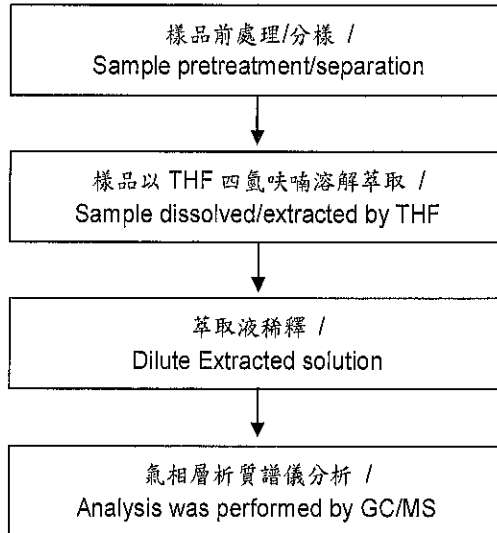 樣品前處理/分樣 /
Sample pretreatment/separation
樣品以 THF 四氫呋喃溶解萃取 /
Sample dissolved/extracted by THF
萃取液稀釋 /
Dilute Extracted solution
氣相層析質譜儀分析 /
Analysis was performed by GC/MS